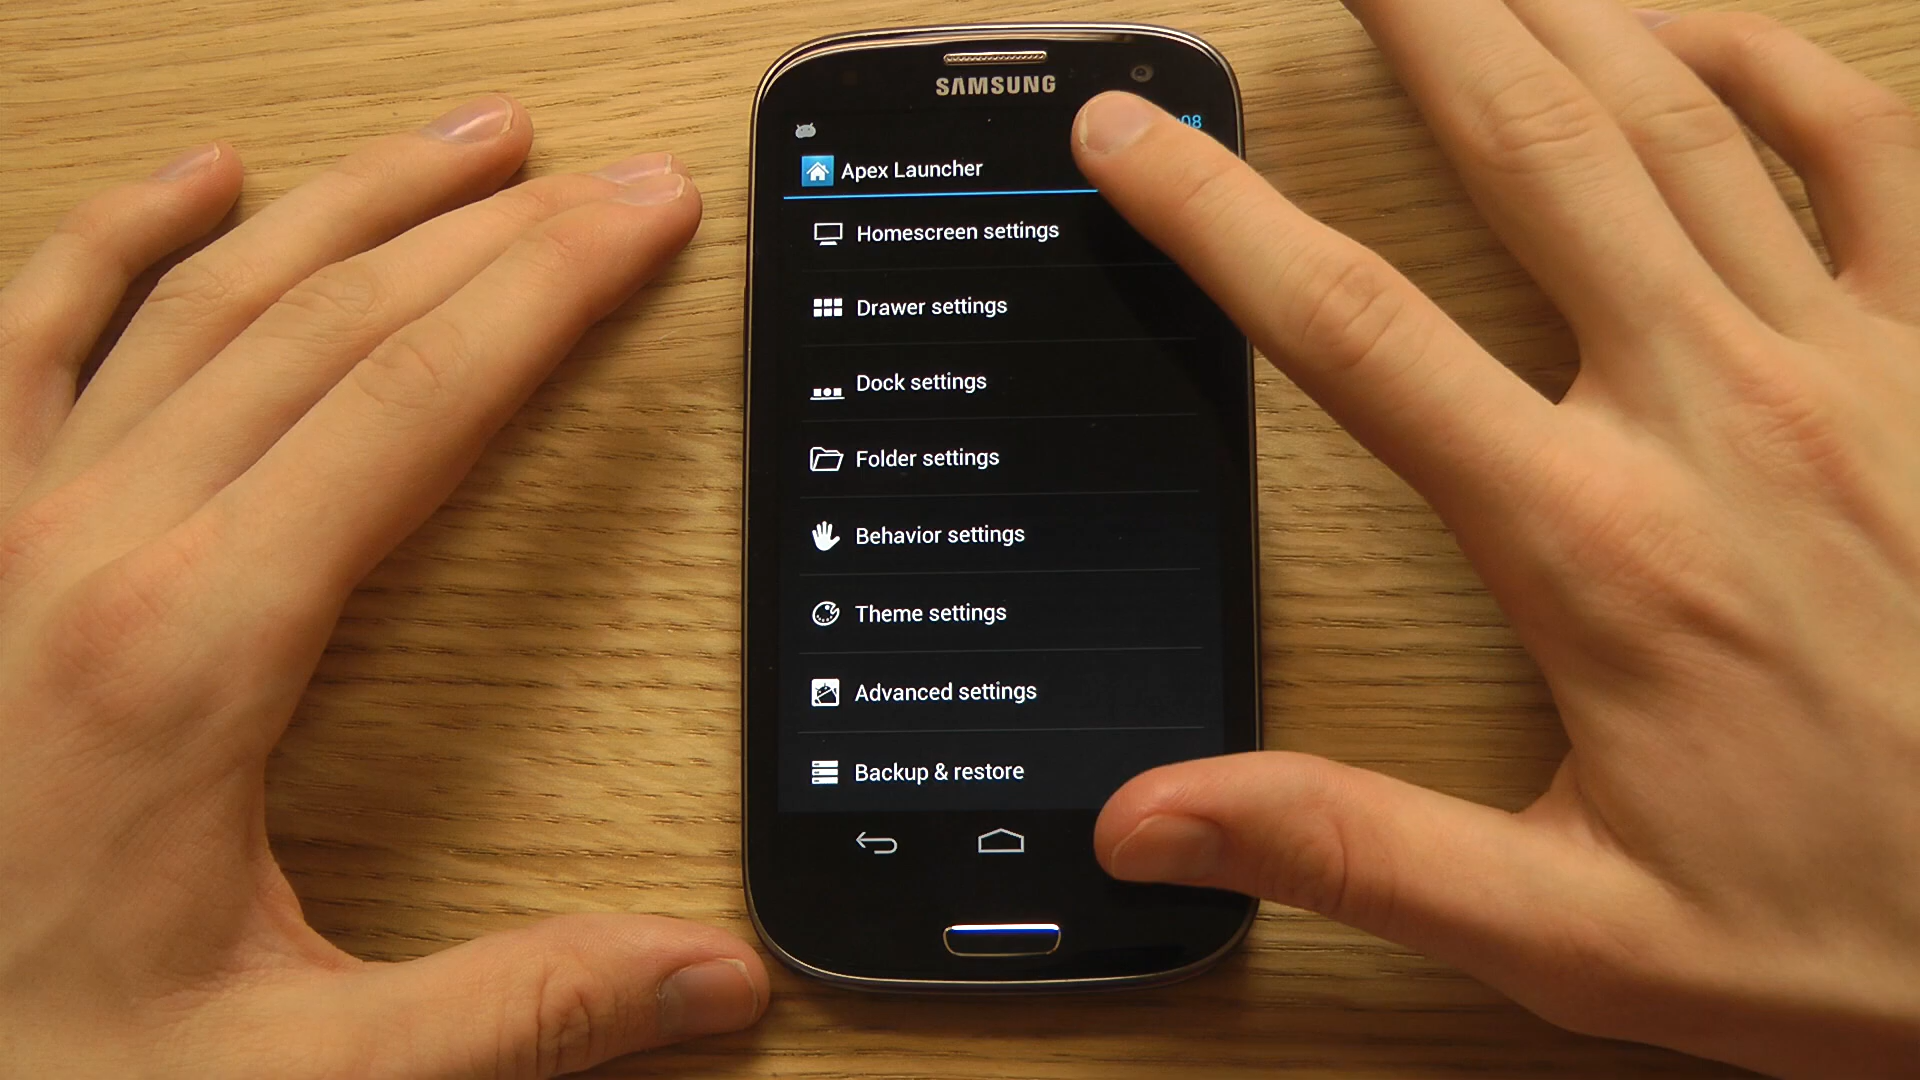 SAMSUNG
:08
Apex Launcher
Homescreen settings
Drawer settings
Dock settings
Folder settings
Behavior settings
Theme settings
Advanced settings
Backup & restore